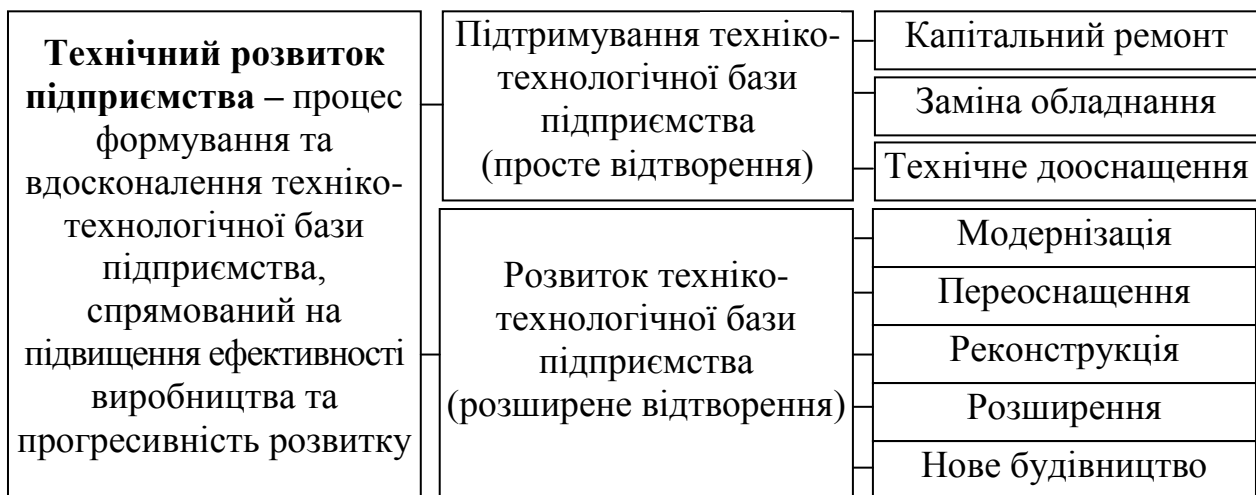 Технічний розвиток
підприємства – процес
формування та
вдосконалення техніко-
технологічної бази
підприємства,
спрямований на
підвищення ефективності
виробництва та
прогресивність розвитку
Підтримування техніко-
технологічної бази
підприємства
(просте відтворення)
Капітальний ремонт
Заміна обладнання
Технічне дооснащення
Розвиток техніко-
технологічної бази
підприємства
(розширене відтворення)
Модернізація
Переоснащення
Реконструкція
Розширення
Нове будівництво